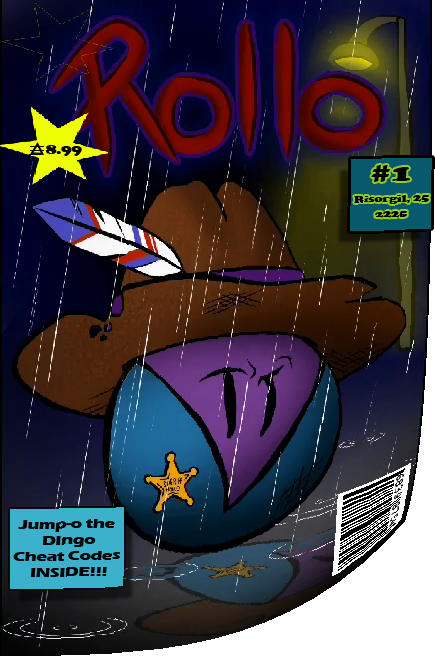 Rollo
₳8.99
#1
Risorgil, 25
2225
Jump-o the
Dingo
Cheat Codes
INSIDE!!!